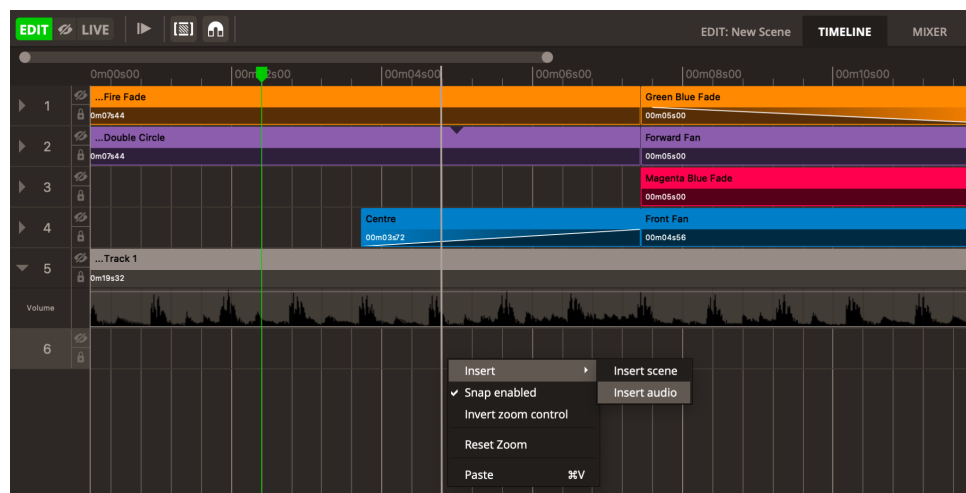 EDIT LIVE EDIT: New Scene TIMELINE MIXER
0m00s00 00m02s00 00m04s00 00m06s00 00m08s00 00m10s00
1 ...Fire Fade Green Blue Fade
0m07s44 00m05s00
2 ...Double Circle Forward Fan
0m07s44 00m05s00
3 Magenta Blue Fade
00m05s00
4 Centre Front Fan
00m03s72 00m04s56
5 ...Track 1
0m19s32
Volume
6
Insert Insert scene
Snap enabled Insert audio
Invert zoom control
Reset Zoom
Paste ⌘V